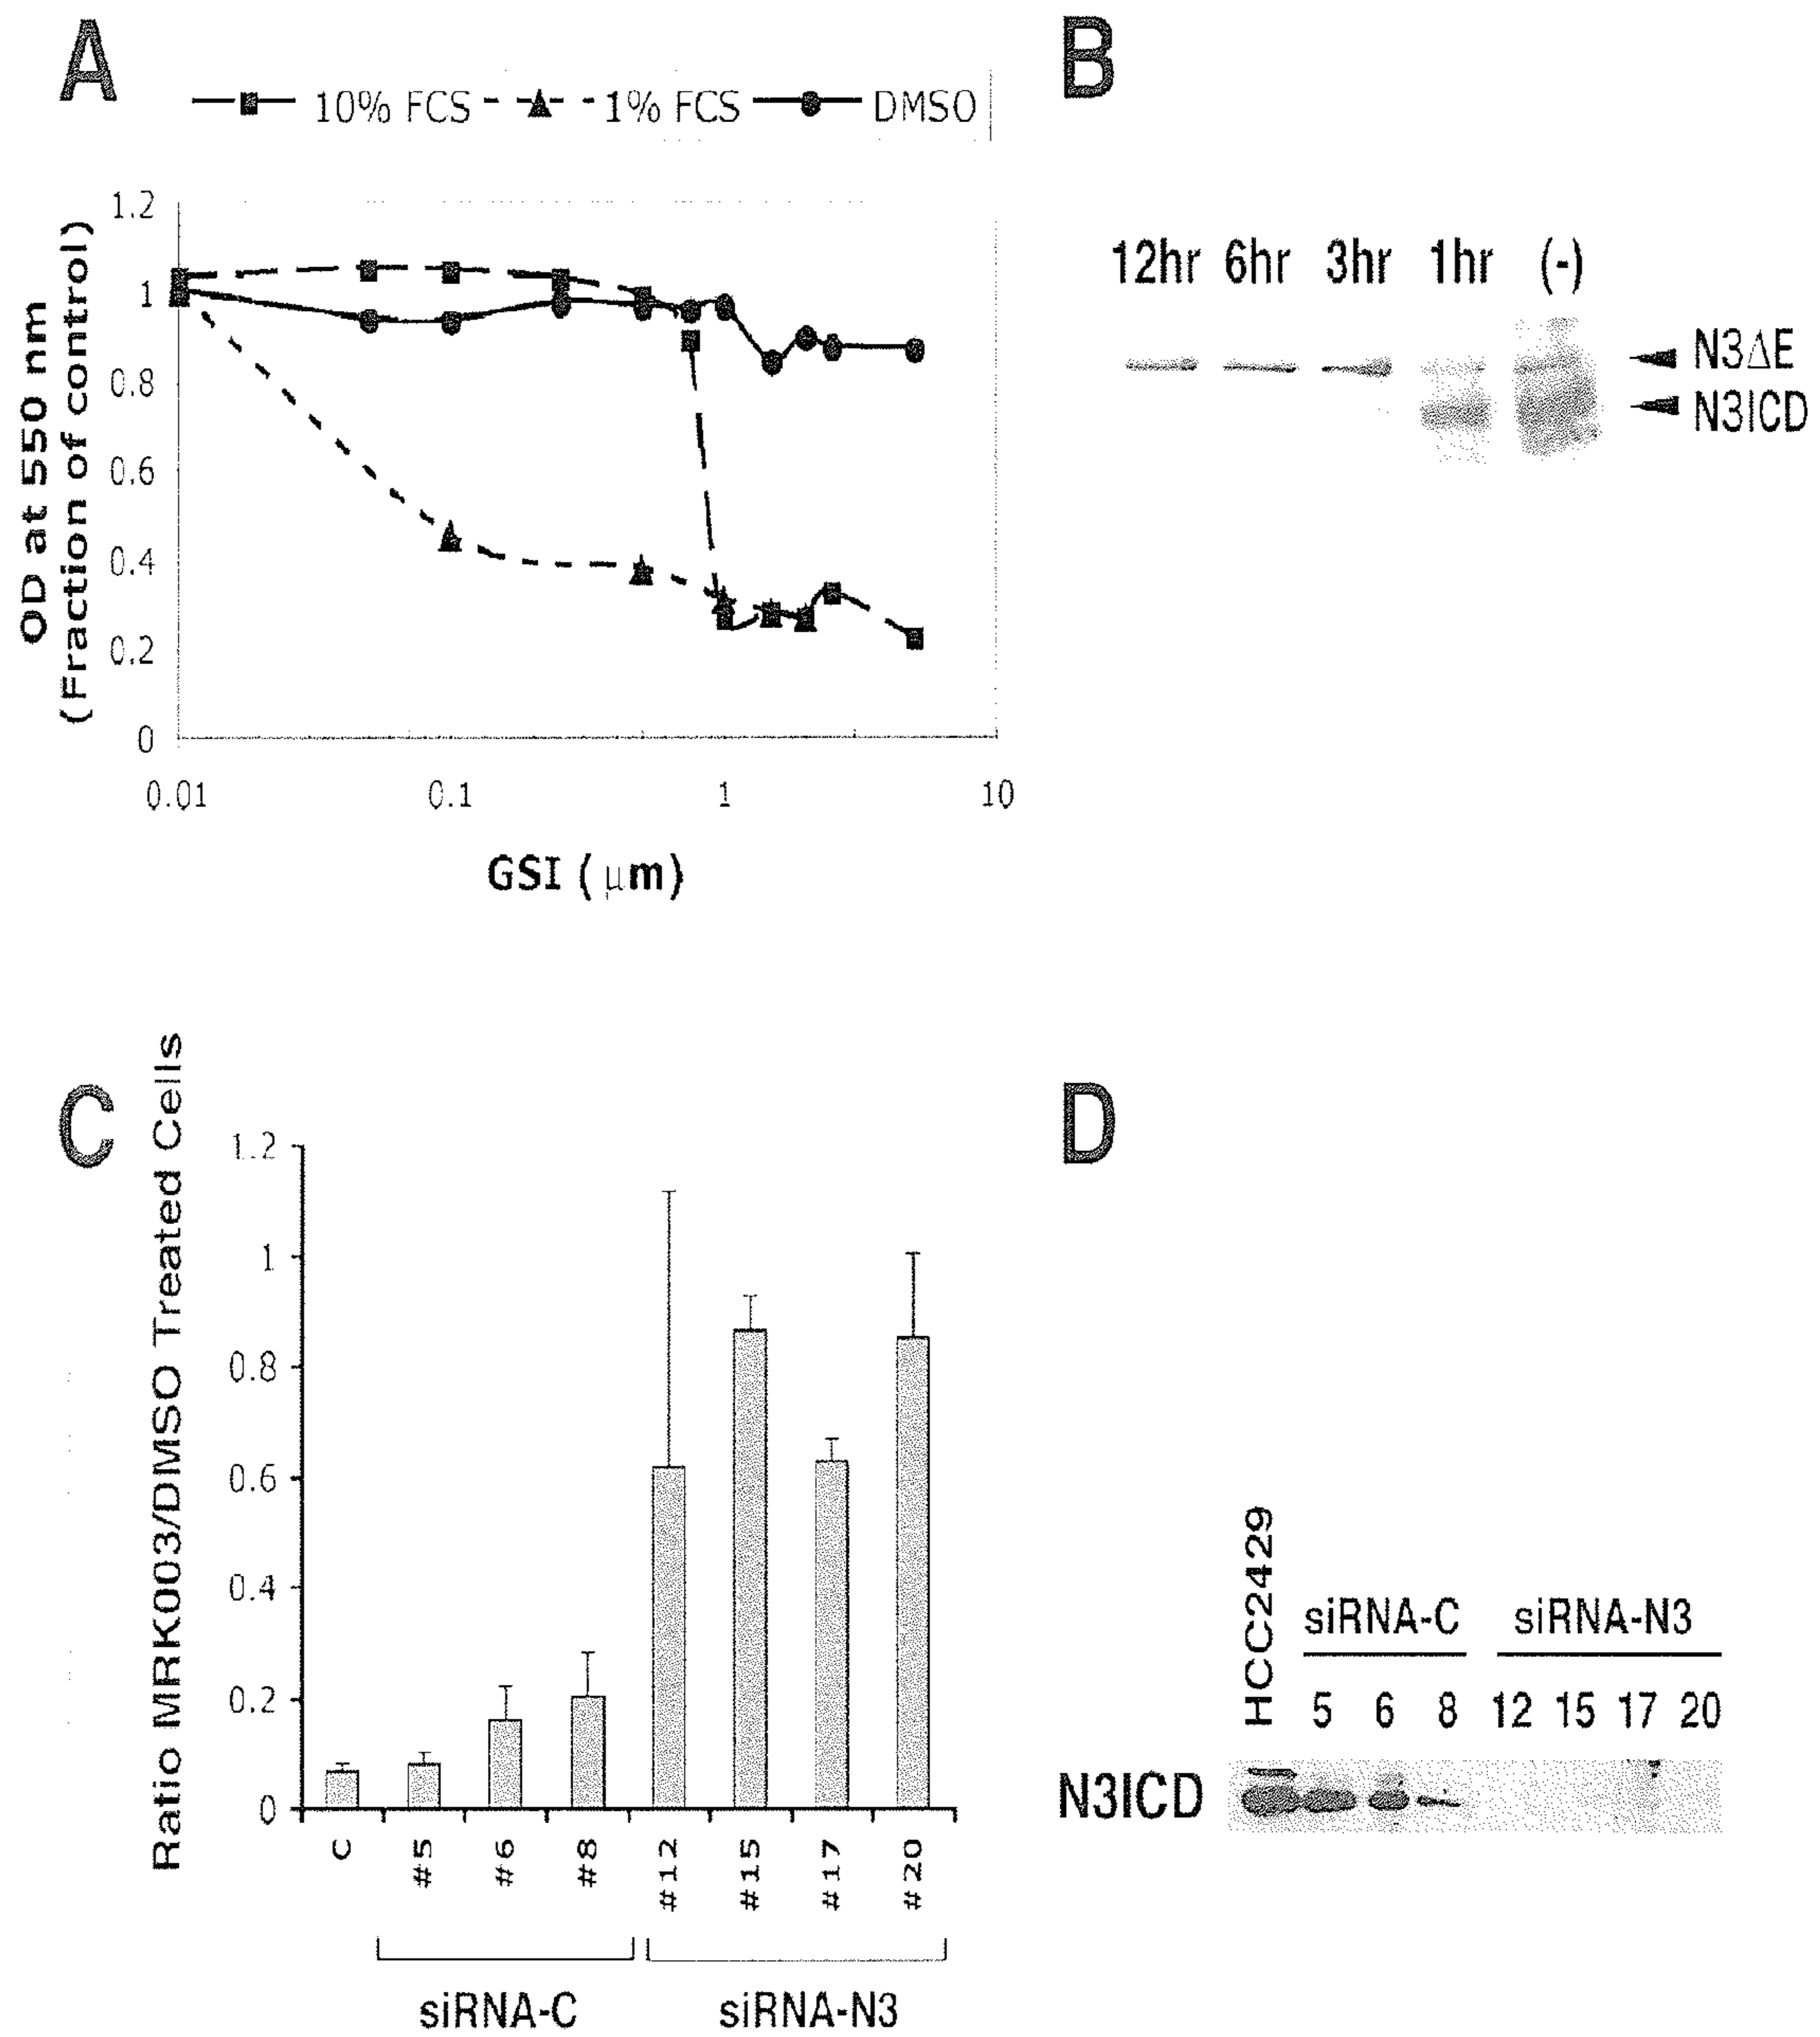 A
10% FCS 1% FCS DMSO
OD at 550 nm
(Fraction of control)
1.2
1
0.8
0.6
0.4
0.2
0
0.01 0.1 1 10
GSI (μm)
B
12hr 6hr 3hr 1hr (-)
N3ΔE
N3ICD
C
Ratio MRK003/DMSO Treated Cells
1.2
1
0.8
0.6
0.4
0.2
0
C #5 #6 #8 #12 #15 #17 #20
siRNA-C siRNA-N3
D
HCC2429
siRNA-C siRNA-N3
5 6 8 12 15 17 20
N3ICD